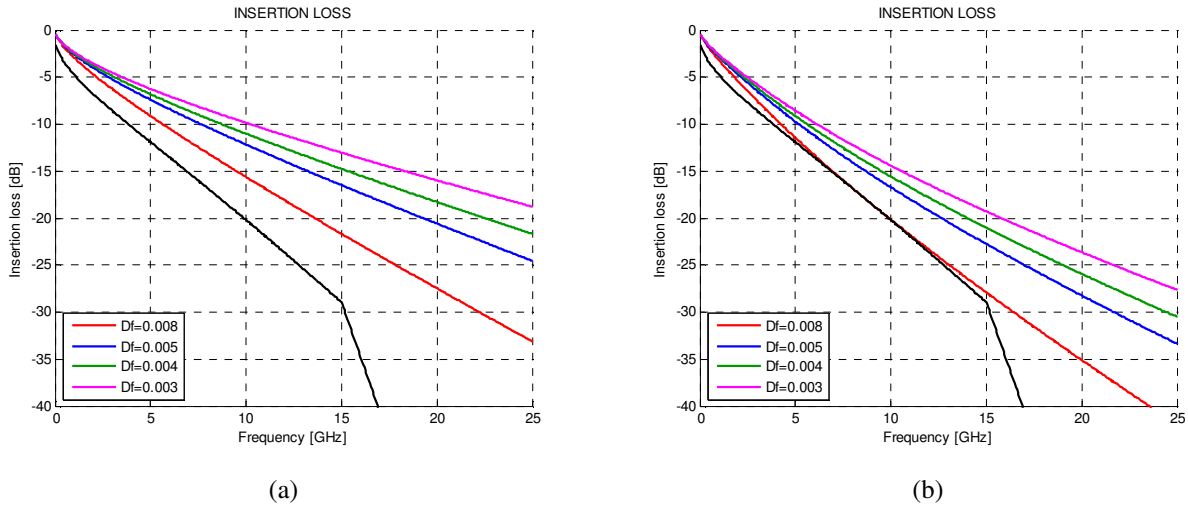 INSERTION LOSS
0
-5
-10
-15
-20
-25
-30
-35
-40
Insertion loss [dB]
Df=0.008
Df=0.005
Df=0.004
Df=0.003
0 5 10 15 20 25
Frequency [GHz]
(a)
INSERTION LOSS
0
-5
-10
-15
-20
-25
-30
-35
-40
Insertion loss [dB]
Df=0.008
Df=0.005
Df=0.004
Df=0.003
0 5 10 15 20 25
Frequency [GHz]
(b)